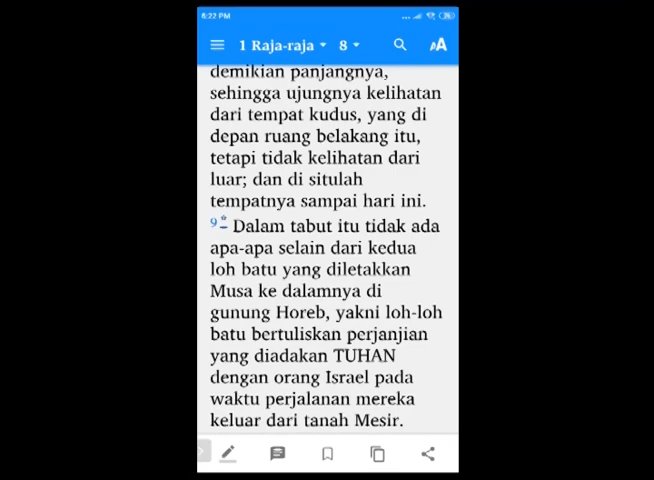 8:22 PM
1 Raja-raja 8
demikian panjangnya,
sehingga ujungnya kelihatan
dari tempat kudus, yang di
depan ruang belakang itu,
tetapi tidak kelihatan dari
luar; dan di situlah
tempatnya sampai hari ini.
9 * Dalam tabut itu tidak ada
apa-apa selain dari kedua
loh batu yang diletakkan
Musa ke dalamnya di
gunung Horeb, yakni loh-loh
batu bertuliskan perjanjian
yang diadakan TUHAN
dengan orang Israel pada
waktu perjalanan mereka
keluar dari tanah Mesir.